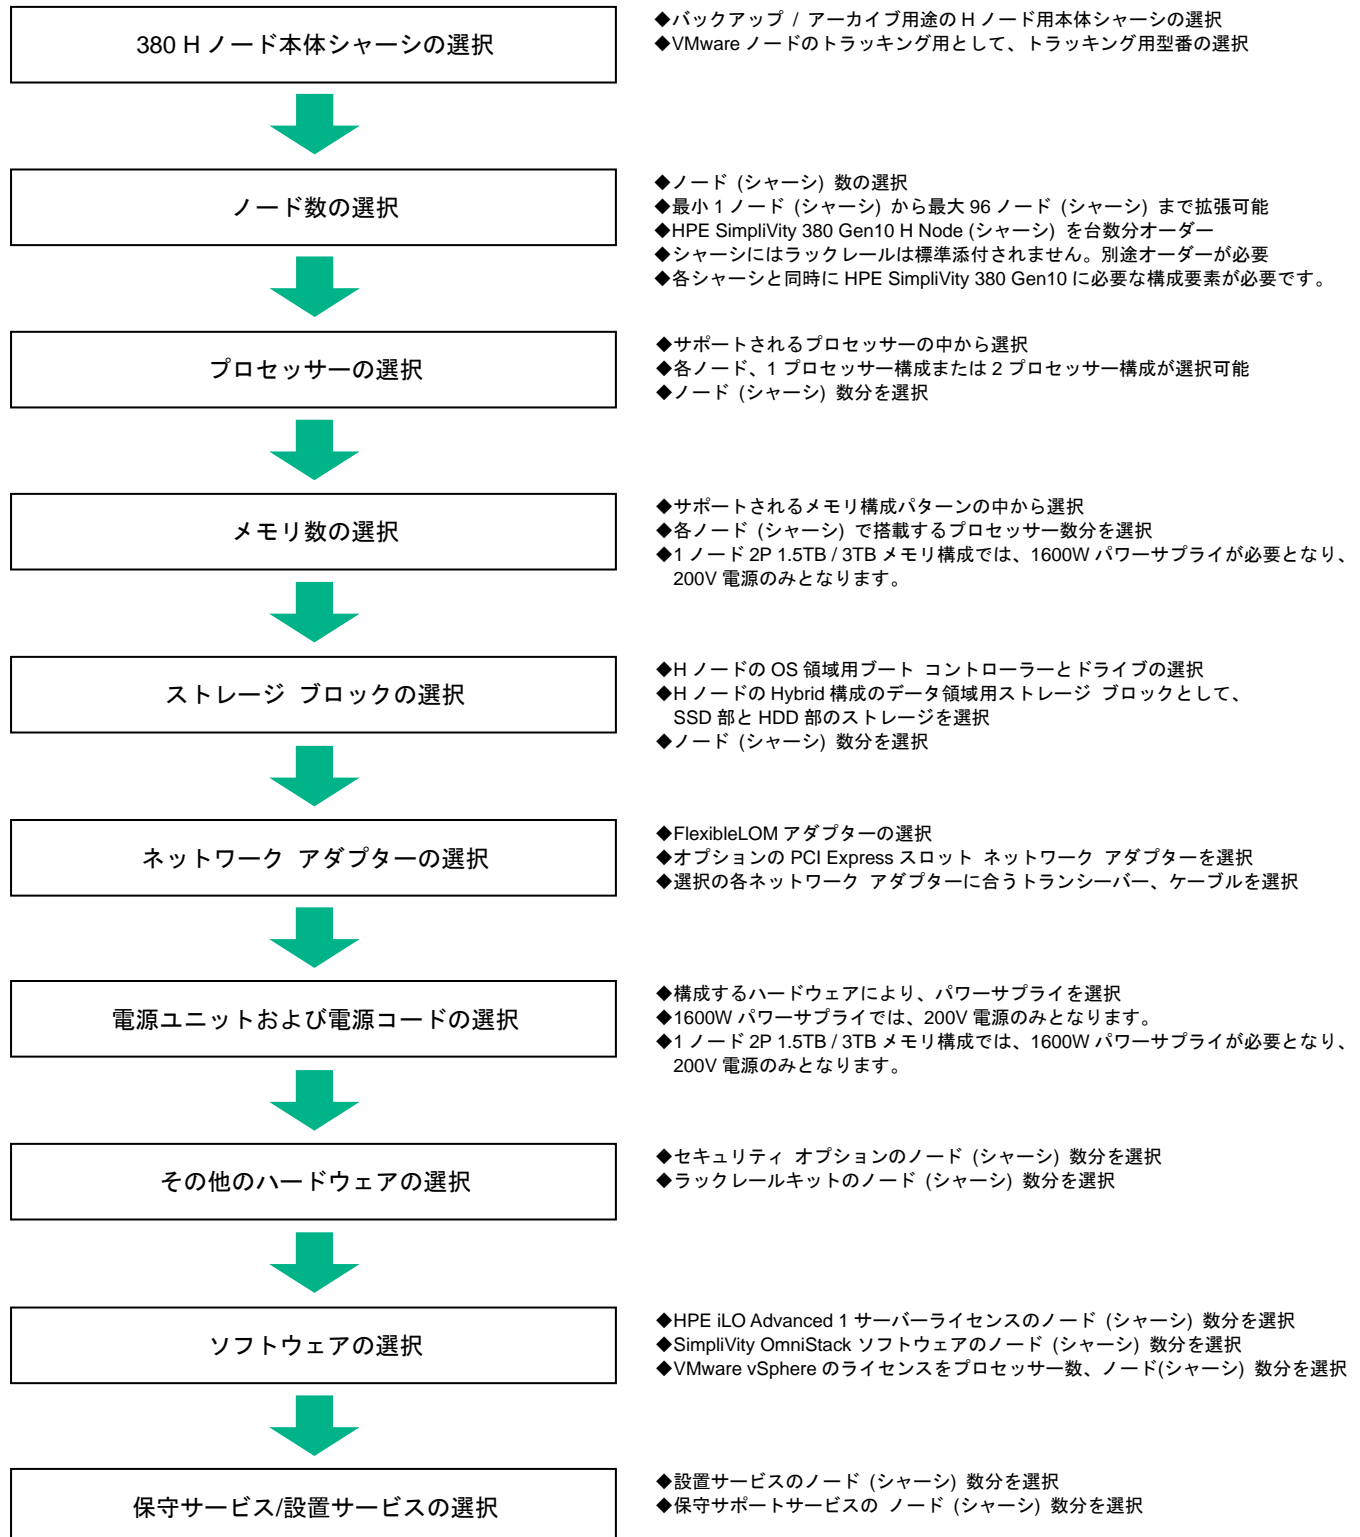 380 H ノード本体シャーシの選択
◆バックアップ / アーカイブ用途の H ノード用本体シャーシの選択
◆VMware ノードのトラッキング用として、トラッキング用型番の選択
ノード数の選択
◆ノード (シャーシ) 数の選択
◆最小 1 ノード (シャーシ) から最大 96 ノード (シャーシ) まで拡張可能
◆HPE SimpliVity 380 Gen10 H Node (シャーシ) を台数分オーダー
◆シャーシにはラックレールは標準添付されません。別途オーダーが必要
◆各シャーシと同時に HPE SimpliVity 380 Gen10 に必要な構成要素が必要です。
プロセッサーの選択
◆サポートされるプロセッサーの中から選択
◆各ノード、1 プロセッサー構成または 2 プロセッサー構成が選択可能
◆ノード (シャーシ) 数分を選択
メモリ数の選択
◆サポートされるメモリ構成パターンの中から選択
◆各ノード (シャーシ) で搭載するプロセッサー数分を選択
◆1 ノード 2P 1.5TB / 3TB メモリ構成では、1600W パワーサプライが必要となり、
200V 電源のみとなります。
ストレージ ブロックの選択
◆H ノードの OS 領域用ブート コントローラーとドライブの選択
◆H ノードの Hybrid 構成のデータ領域用ストレージ ブロックとして、
SSD 部と HDD 部のストレージを選択
◆ノード (シャーシ) 数分を選択
ネットワーク アダプターの選択
◆FlexibleLOM アダプターの選択
◆オプションの PCI Express スロット ネットワーク アダプターを選択
◆選択の各ネットワーク アダプターに合うトランシーバー、ケーブルを選択
電源ユニットおよび電源コードの選択
◆構成するハードウェアにより、パワーサプライを選択
◆1600W パワーサプライでは、200V 電源のみとなります。
◆1 ノード 2P 1.5TB / 3TB メモリ構成では、1600W パワーサプライが必要となり、
200V 電源のみとなります。
その他のハードウェアの選択
◆セキュリティ オプションのノード (シャーシ) 数分を選択
◆ラックレールキットのノード (シャーシ) 数分を選択
ソフトウェアの選択
◆HPE iLO Advanced 1 サーバーライセンスのノード (シャーシ) 数分を選択
◆SimpliVity OmniStack ソフトウェアのノード (シャーシ) 数分を選択
◆VMware vSphere のライセンスをプロセッサー数、ノード(シャーシ) 数分を選択
保守サービス/設置サービスの選択
◆設置サービスのノード (シャーシ) 数分を選択
◆保守サポートサービスの ノード (シャーシ) 数分を選択